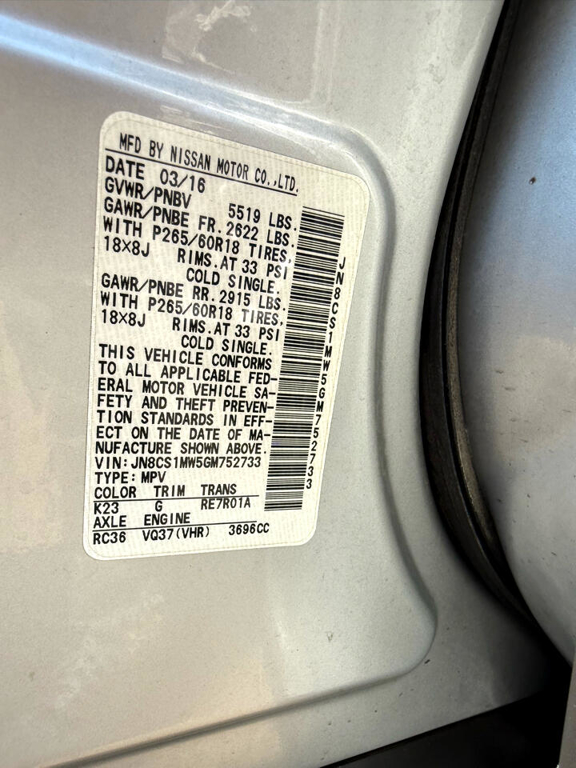 MFD BY NISSAN MOTOR CO.,LTD.
DATE 03/16
GVWR/PNBV 5519 LBS.
GAWR/PNBE FR. 2622 LBS.
WITH P265/60R18 TIRES,
18×8J RIMS.AT 33 PSI
COLD SINGLE.
GAWR/PNBE RR. 2915 LBS.
WITH P265/60R18 TIRES,
18×8J RIMS.AT 33 PSI
COLD SINGLE.
THIS VEHICLE CONFORMS
TO ALL APPLICABLE FED-
ERAL MOTOR VEHICLE SA-
FETY AND THEFT PREVEN-
TION STANDARDS IN EFF-
ECT ON THE DATE OF MA-
NUFACTURE SHOWN ABOVE.
VIN:JN8CS1MW5GM752733
TYPE:MPV
COLOR TRIM TRANS
K23 G RE7R01A
AXLE ENGINE
RC36 VQ37(VHR) 3696CC
JN8CS1MW5GM752733